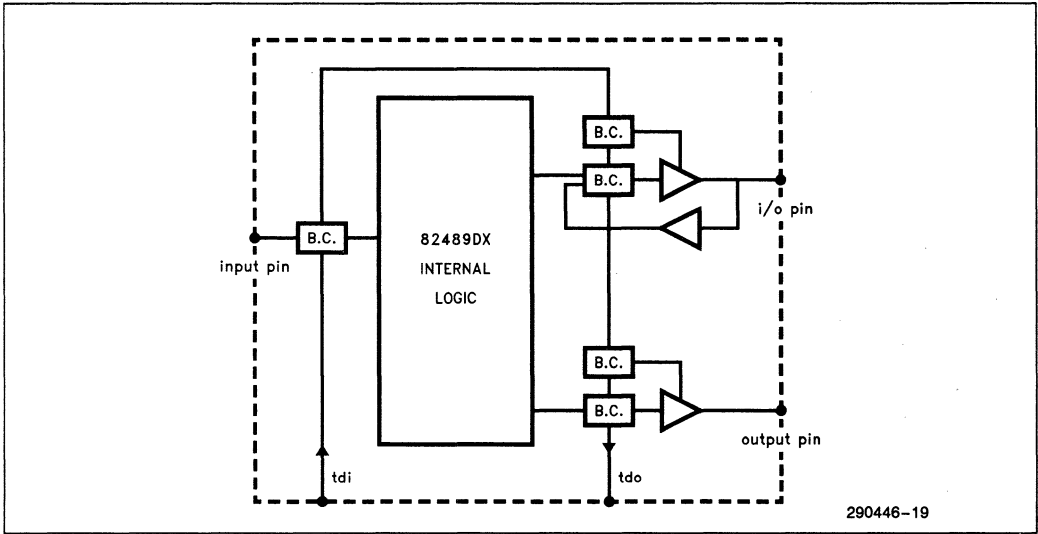 B.C.
B.C.
i/o pin
B.C.
input pin
82489DX
INTERNAL
LOGIC
B.C.
B.C.
output pin
tdi
tdo
290446-19